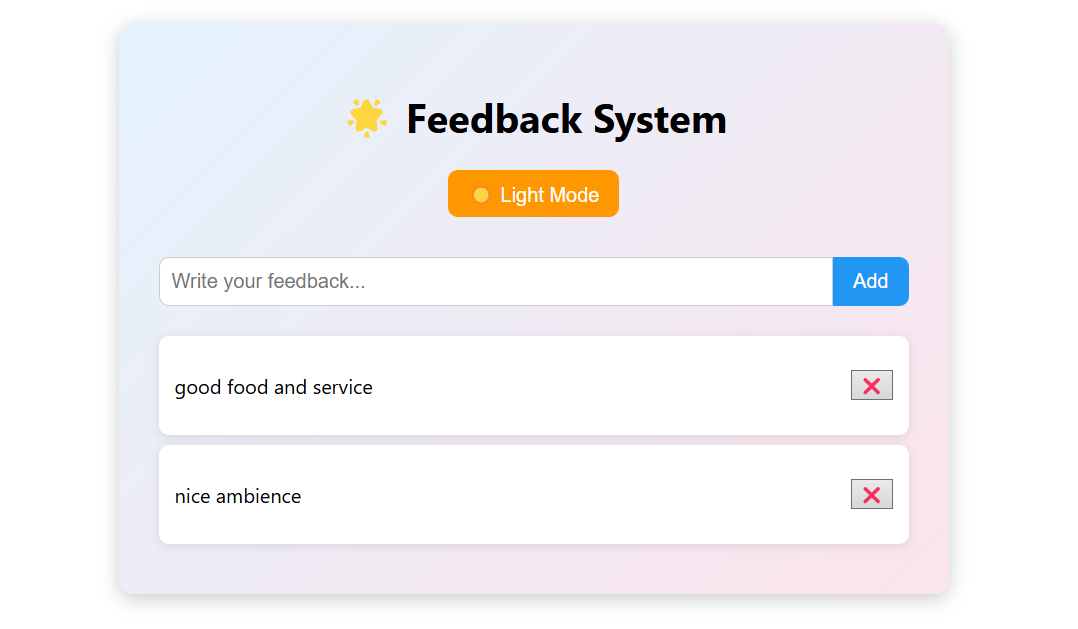 Feedback System
Light Mode
Write your feedback...
Add
good food and service
nice ambience